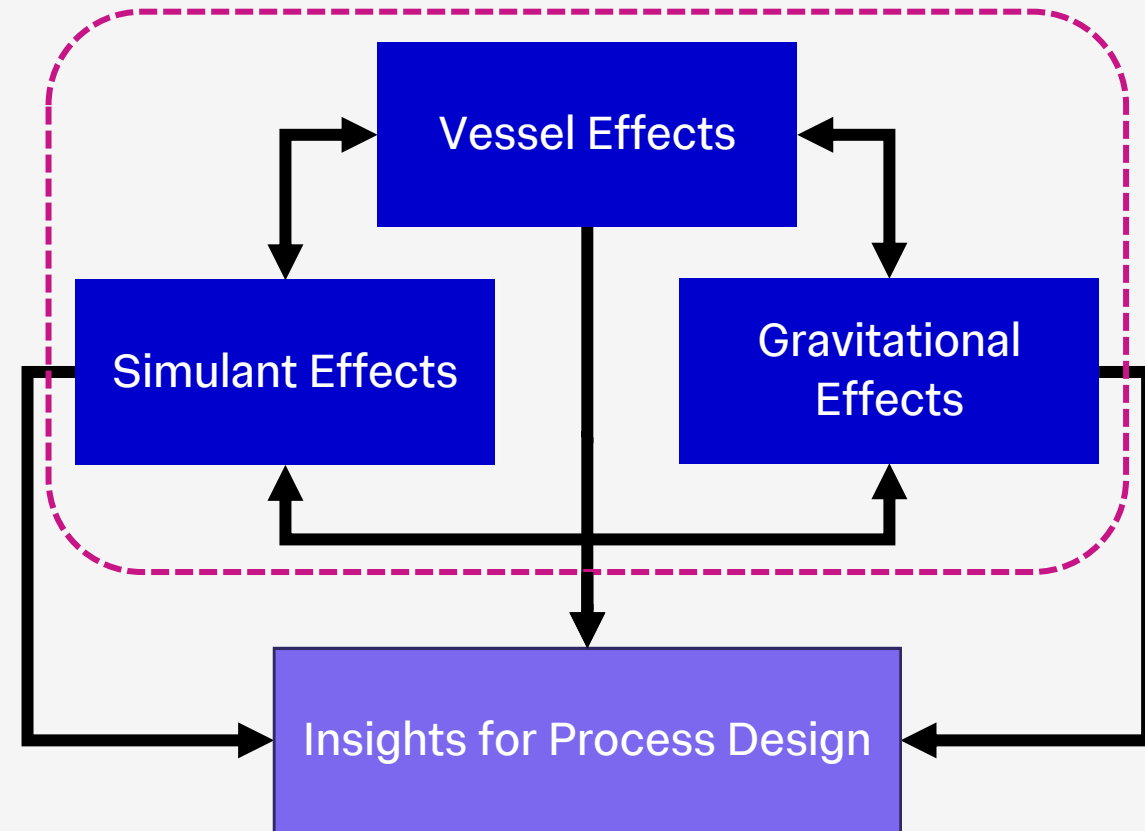 Vessel Effects
Simulant Effects
Gravitational
Effects
Insights for Process Design